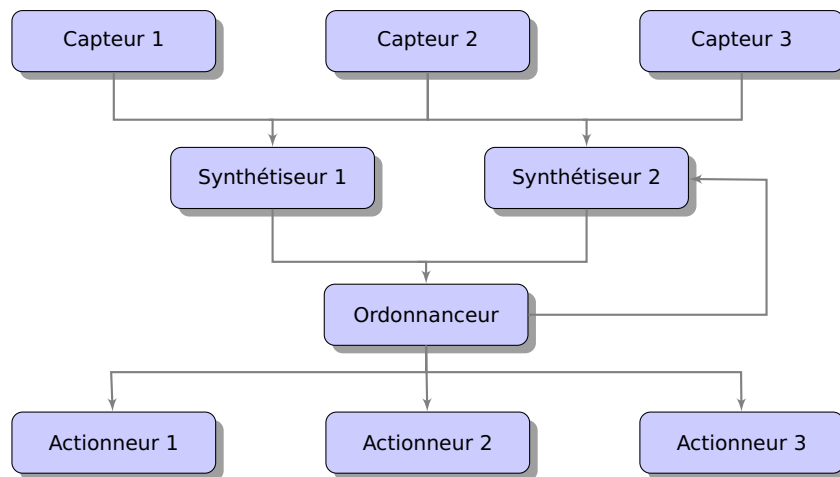 Capteur 1
Capteur 2
Capteur 3
Synthétiseur 1
Synthétiseur 2
Ordonnanceur
Actionneur 1
Actionneur 2
Actionneur 3